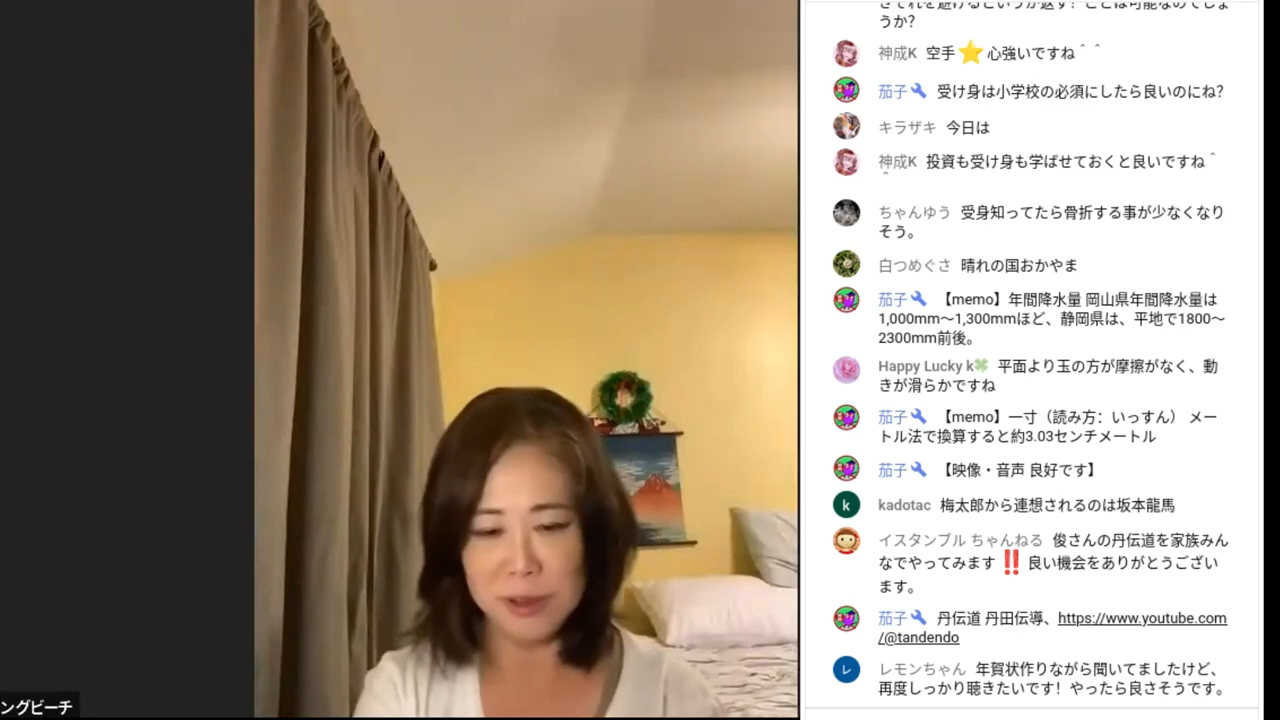 うか?
神成K 空手⭐心強いですね＾＾
茄子🔧 受け身は小学校の必須にしたら良いのにね?
キラザキ 今日は
神成K 投資も受け身も学ばせておくと良いですね＾
＾
ちゃんゆう 受身知ってたら骨折する事が少なくなり
そう。
白つめぐさ 晴れの国おかやま
茄子🔧 【memo】年間降水量 岡山県年間降水量は
1,000mm〜1,300mmほど、静岡県は、平地で1800〜
2300mm前後。
Happy Lucky k🍀 平面より玉の方が摩擦がなく、動
きが滑らかですね
茄子🔧 【memo】一寸（読み方：いっすん） メー
トル法で換算すると約3.03センチメートル
茄子🔧 【映像・音声 良好です】
k kadotac 梅太郎から連想されるのは坂本龍馬
イスタンブル ちゃんねる 俊さんの丹伝道を家族みん
なでやってみます‼️良い機会をありがとうござい
ます。
茄子🔧 丹伝道 丹田伝導、https://www.youtube.com
/@tandendo
レ レモンちゃん 年賀状作りながら聞いてましたけど、
再度しっかり聴きたいです！やったら良さそうです。
ングビーチ